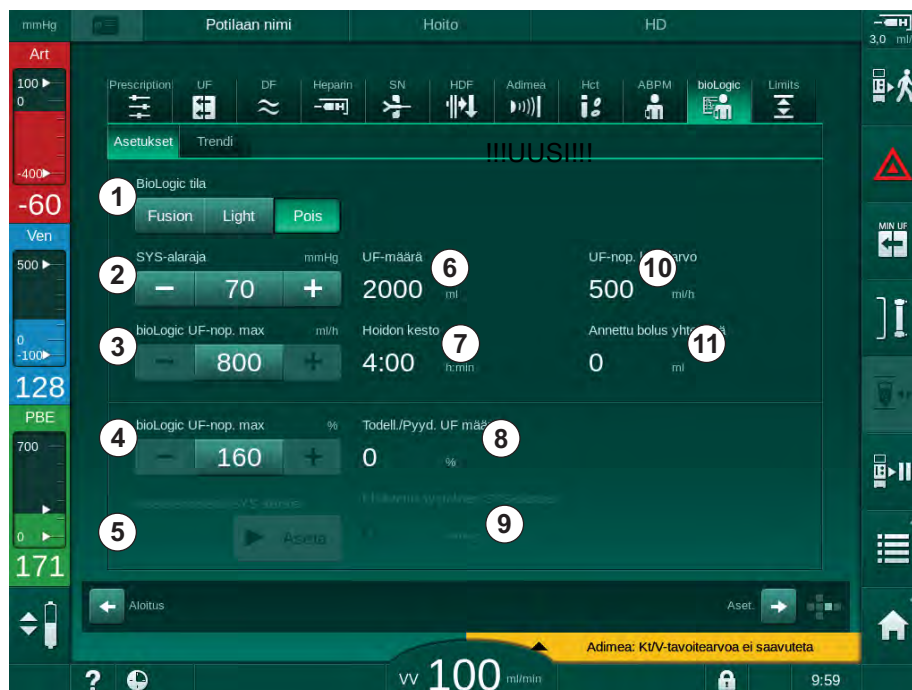 mmHg
Potilaan nimi
Hoito
HD
3,0 ml/
Art
100
0
-400
-60
Ven
500
0
-100
128
PBE
700
0
171
Prescription UF DF Heparin SN HDF Adimea Hct ABPM bioLogic Limits
Asetukset Trendi
!!!UUSI!!!!
BioLogic tila
1
Fusion Light Pois
SYS-alaraja mmHg
2
− 70 +
UF-määrä
6
2000 ml
UF-nop.
10
500 ml/h
bioLogic UF-nop. max ml/h
3
− 800 +
Hoidon kesto
7
4:00 h:min
Annettu bolus
11
0 ml
bioLogic UF-nop. max %
4
− 160 +
Todell./Pyyd. UF
8
0 %
5
Aseta
9
Aloitus
Aset.
MIN UF
Adimea: Kt/V-tavoitearvoa ei saavuteta
?
VV 100 ml/min
9:59